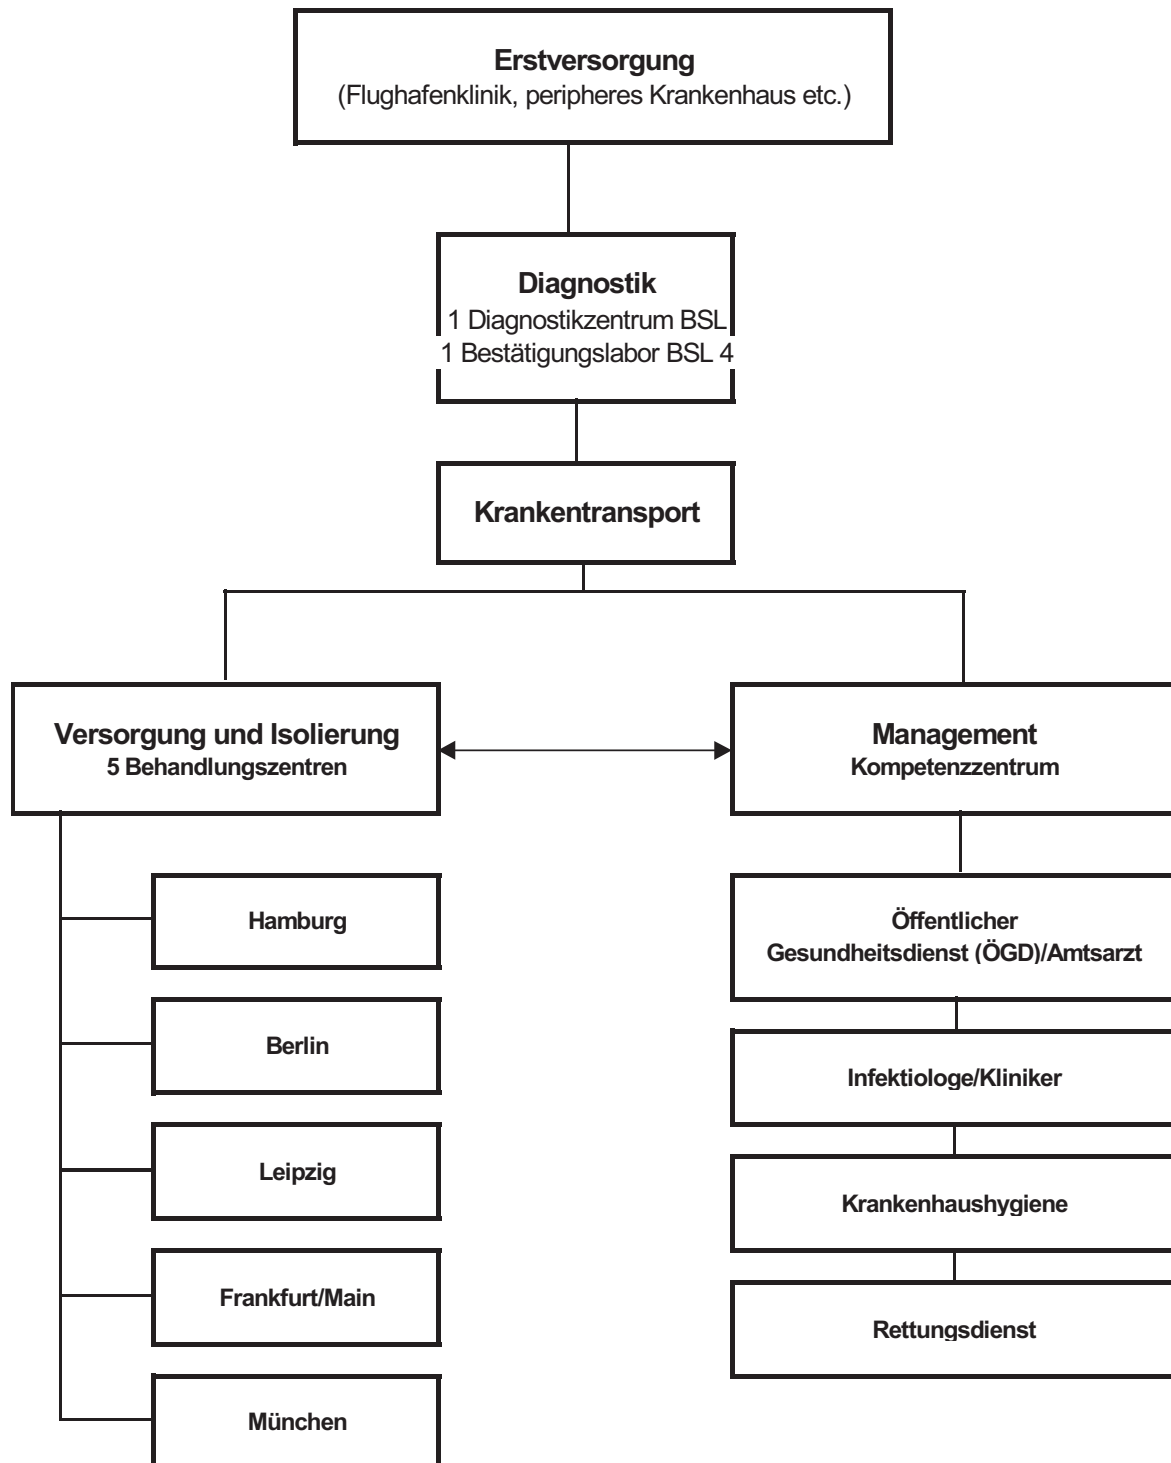 Erstversorgung
(Flughafenklinik, peripheres Krankenhaus etc.)
Diagnostik
1 Diagnostikzentrum BSL
1 Bestätigungslabor BSL 4
Krankentransport
Versorgung und Isolierung
5 Behandlungszentren
Hamburg
Berlin
Leipzig
Frankfurt/Main
München
Management
Kompetenzzentrum
Öffentlicher
Gesundheitsdienst (ÖGD)/Amtsarzt
Infektiologe/Kliniker
Krankenhaushygiene
Rettungsdienst